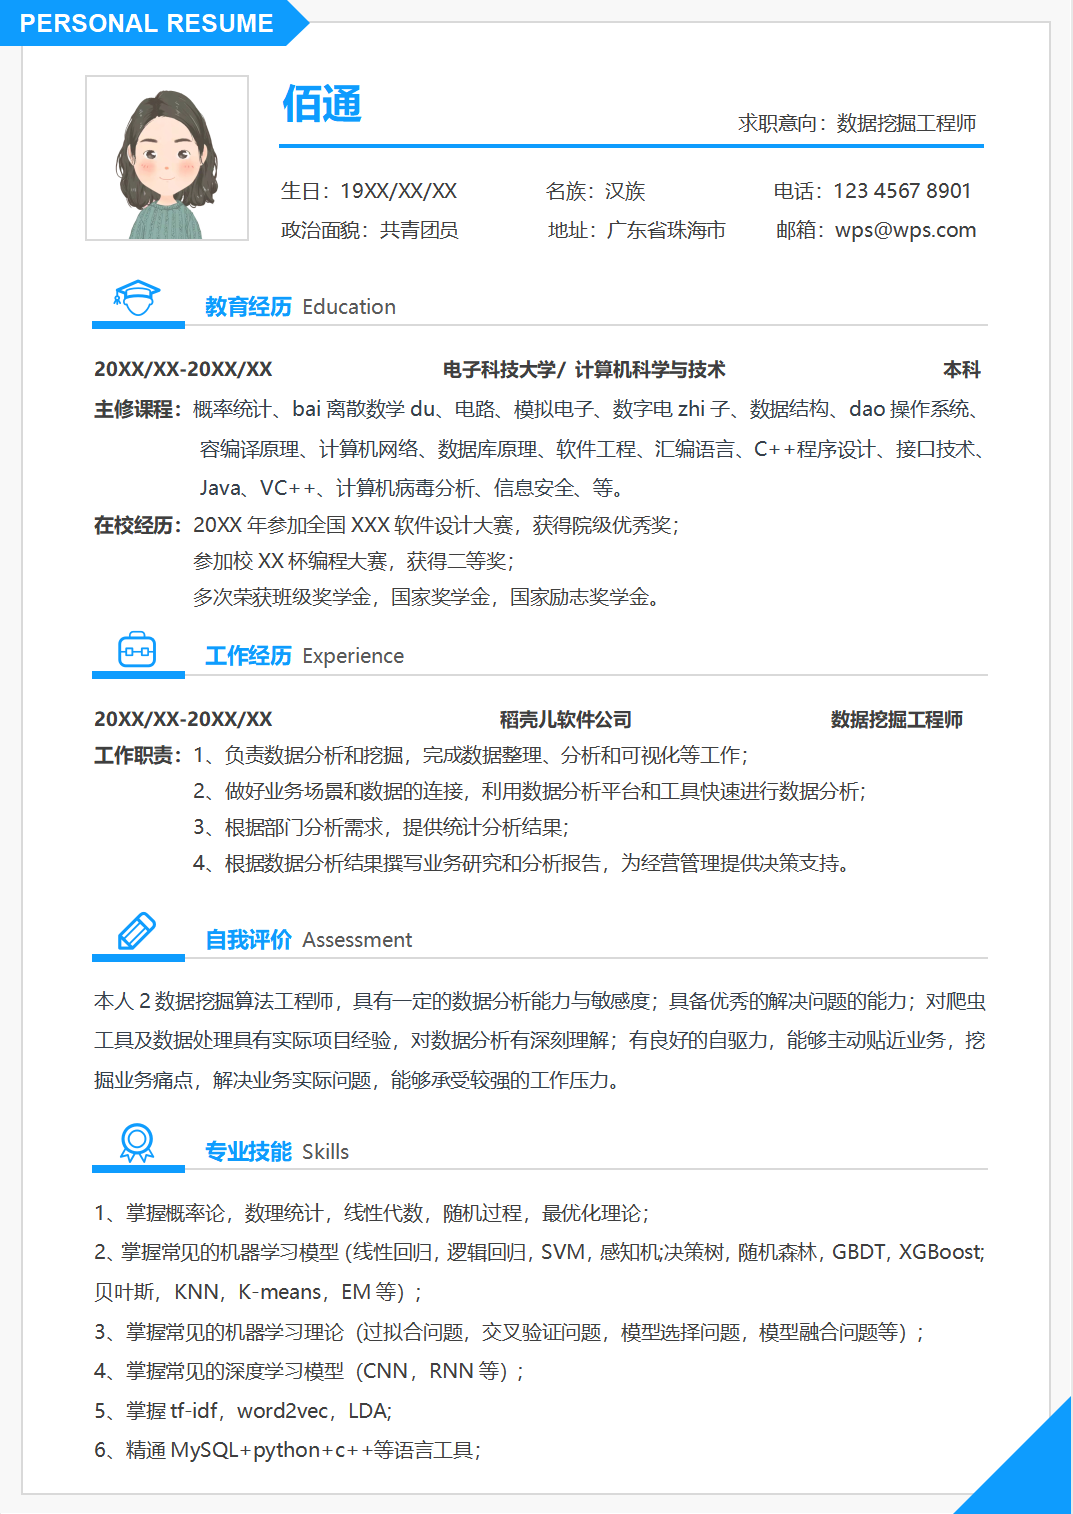 PERSONAL RESUME
佰通
求职意向：数据挖掘工程师
生日：19XX/XX/XX 名族：汉族 电话：123 4567 8901
政治面貌：共青团员 地址：广东省珠海市 邮箱：wps@wps.com
教育经历 Education
20XX/XX-20XX/XX 电子科技大学/ 计算机科学与技术 本科
主修课程：概率统计、bai 离散数学 du、电路、模拟电子、数字电 zhi 子、数据结构、dao 操作系统、
容编译原理、计算机网络、数据库原理、软件工程、汇编语言、C++程序设计、接口技术、
Java、VC++、计算机病毒分析、信息安全、等。
在校经历：20XX 年参加全国 XXX 软件设计大赛，获得院级优秀奖；
参加校 XX 杯编程大赛，获得二等奖；
多次荣获班级奖学金，国家奖学金，国家励志奖学金。
工作经历 Experience
20XX/XX-20XX/XX 稻壳儿软件公司 数据挖掘工程师
工作职责：1、负责数据分析和挖掘，完成数据整理、分析和可视化等工作；
2、做好业务场景和数据的连接，利用数据分析平台和工具快速进行数据分析；
3、根据部门分析需求，提供统计分析结果；
4、根据数据分析结果撰写业务研究和分析报告，为经营管理提供决策支持。
自我评价 Assessment
本人 2 数据挖掘算法工程师，具有一定的数据分析能力与敏感度；具备优秀的解决问题的能力；对爬虫
工具及数据处理具有实际项目经验，对数据分析有深刻理解；有良好的自驱力，能够主动贴近业务，挖
掘业务痛点，解决业务实际问题，能够承受较强的工作压力。
专业技能 Skills
1、掌握概率论，数理统计，线性代数，随机过程，最优化理论；
2、掌握常见的机器学习模型（线性回归，逻辑回归，SVM，感知机;决策树，随机森林，GBDT，XGBoost;
贝叶斯，KNN，K-means，EM 等）；
3、掌握常见的机器学习理论（过拟合问题，交叉验证问题，模型选择问题，模型融合问题等）；
4、掌握常见的深度学习模型（CNN，RNN 等）；
5、掌握 tf-idf，word2vec，LDA;
6、精通 MySQL+python+c++等语言工具；